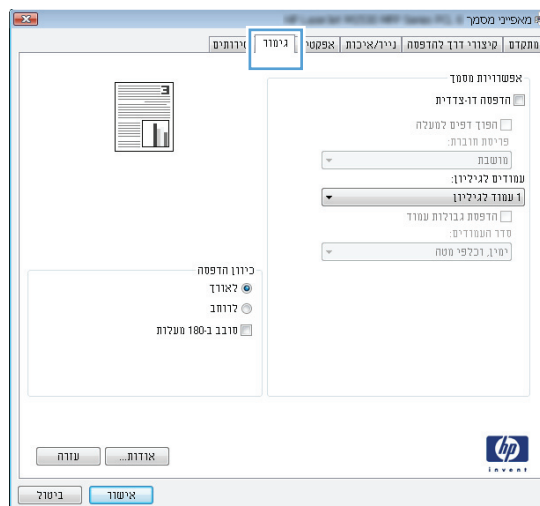 מאפייני מסמך
מתקדם
קיצורי דרך להדפסה
נייר/איכות
אפקטים
גימור
שירותים
אפשרויות מסמך
הדפסה דו-צדדית
הפוך דפים למעלה
פריסת חוברת:
מושבת
עמודים לגיליון:
1 עמוד לגיליון
הדפסת גבולות עמוד
סדר העמודים:
ימין, וכלפי מטה
כיוון הדפסה
לאורך
לרוחב
סובב ב-180 מעלות
hp
invent
אודות...
עזרה
אישור
ביטול